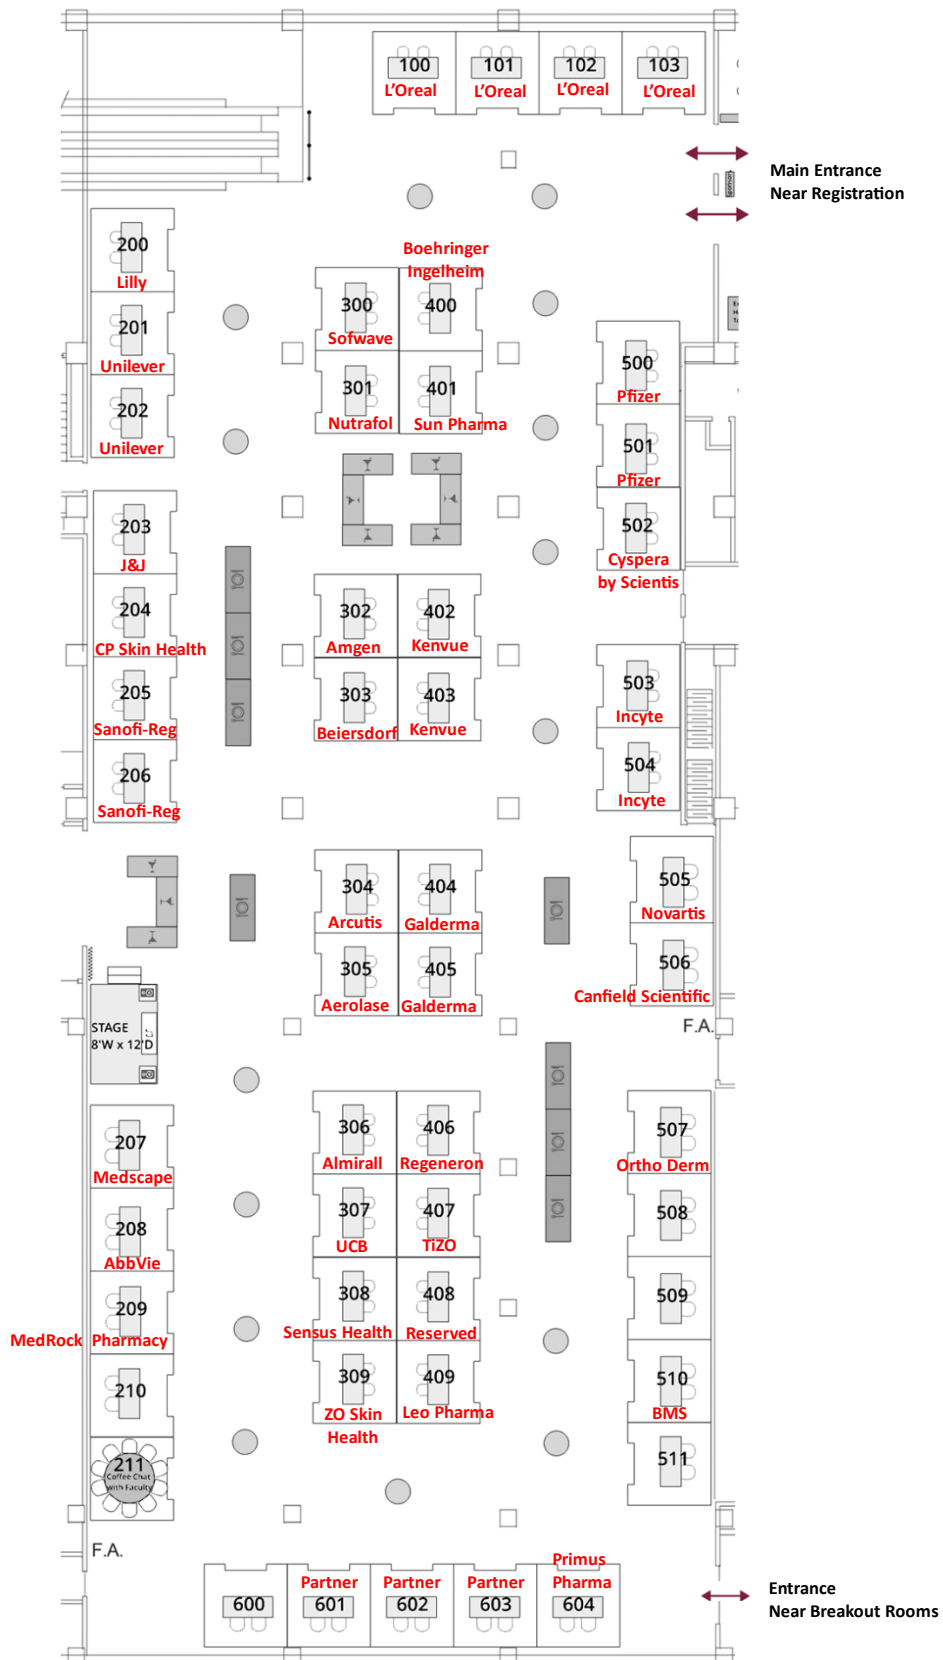 100
101
102
103
L'Oreal
L'Oreal
L'Oreal
L'Oreal
Main Entrance
Near Registration
200
Lilly
201
Unilever
202
Unilever
Boehringer
Ingelheim
300
400
Sofwave
301
401
Nutrafol
Sun Pharma
500
Pfizer
501
Pfizer
502
Cyspera
by Scientis
203
J&J
204
CP Skin Health
205
Sanofi-Reg
206
Sanofi-Reg
302
402
Amgen
Kenvue
303
403
Beiersdorf
Kenvue
503
Incyte
504
Incyte
304
404
Arcutis
Galderma
305
405
Aerolase
Galderma
505
Novartis
506
Canfield Scientific
F.A.
STAGE
8'W x 12'D
207
Medscape
208
AbbVie
209
MedRock Pharmacy
210
211
Coffee Chat
with Faculty
F.A.
306
406
Almirall
Regeneron
307
407
UCB
TiZO
308
408
Sensus Health
Reserved
309
409
ZO Skin
Health
Leo Pharma
507
Ortho Derm
508
509
510
BMS
511
Primus
Pharma
Partner
Partner
Partner
600
601
602
603
604
Entrance
Near Breakout Rooms